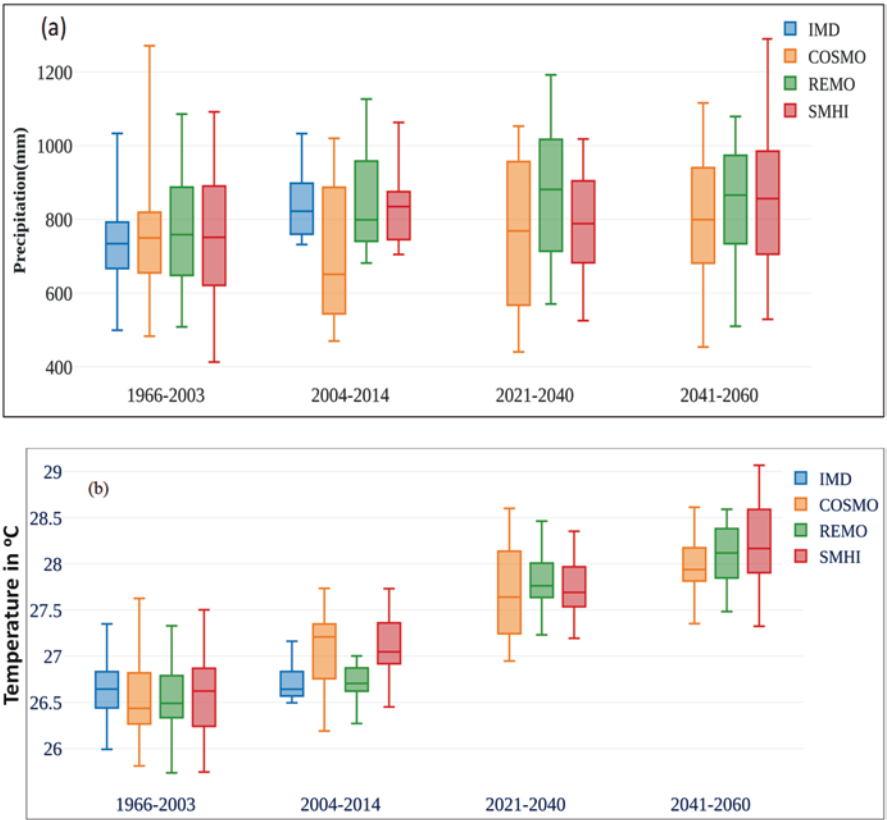 (a)
IMD
COSMO
REMO
SMHI
Precipitation(mm)
1200
1000
800
600
400
1966-2003
2004-2014
2021-2040
2041-2060
(b)
IMD
COSMO
REMO
SMHI
Temperature in ºC
29
28.5
28
27.5
27
26.5
26
1966-2003
2004-2014
2021-2040
2041-2060